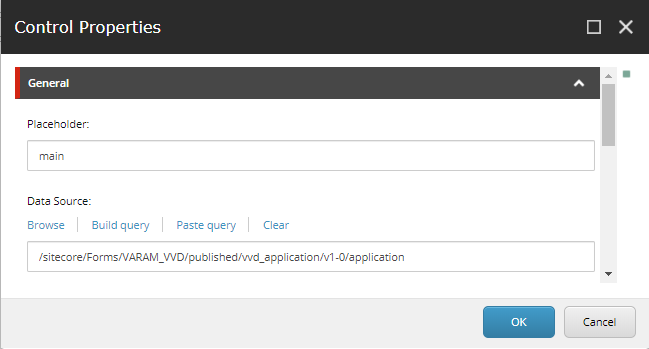 Control Properties
General
Placeholder:
main
Data Source:
Browse Build query Paste query Clear
/sitecore/Forms/VARAM_VVD/published/vvd_application/v1-0/application
OK Cancel